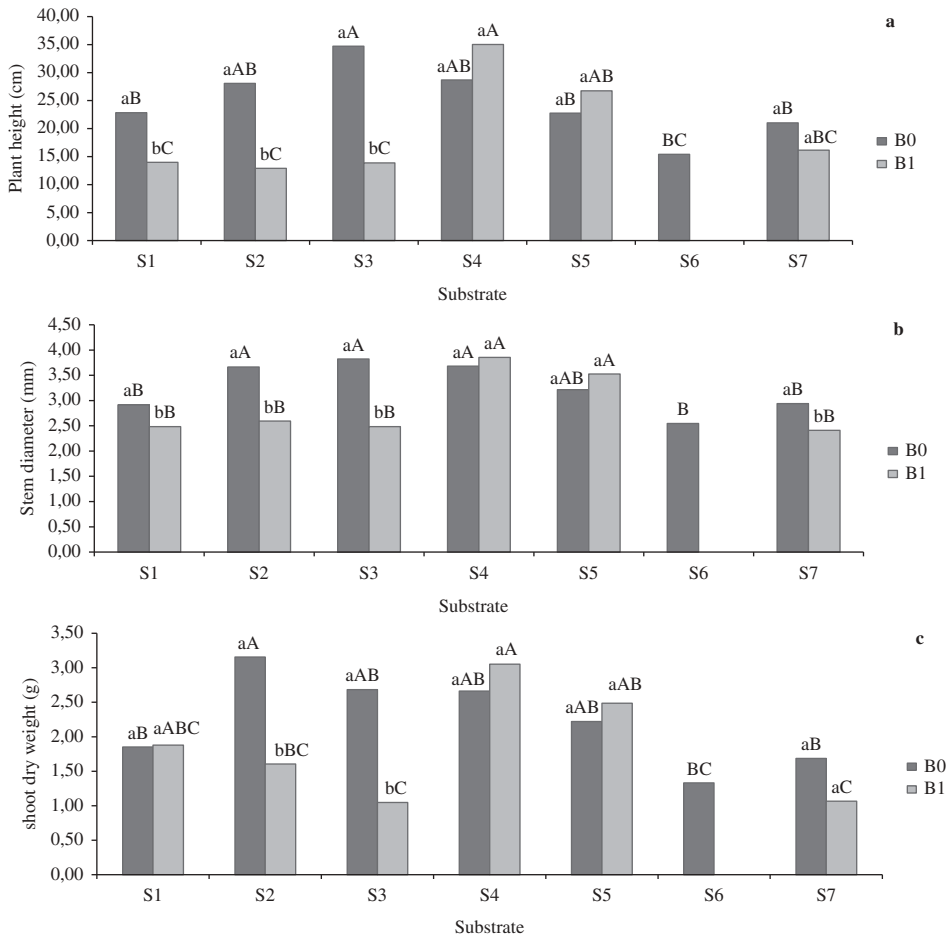 a
40,00
35,00
30,00
25,00
20,00
15,00
10,00
5,00
0,00
Plant height (cm)
aB bC aAB bC aA bC aAB aA aB aAB BC aB aBC
B0
B1
S1 S2 S3 S4 S5 S6 S7
Substrate
b
4,50
4,00
3,50
3,00
2,50
2,00
1,50
1,00
0,50
0,00
Stem diameter (mm)
aB bB aA bB aA bB aA aA aAB aA B aB bB
B0
B1
S1 S2 S3 S4 S5 S6 S7
Substrate
c
3,50
3,00
2,50
2,00
1,50
1,00
0,50
0,00
shoot dry weight (g)
aB aABC aA bBC aAB bC aAB aA aAB aAB BC aB aC
B0
B1
S1 S2 S3 S4 S5 S6 S7
Substrate